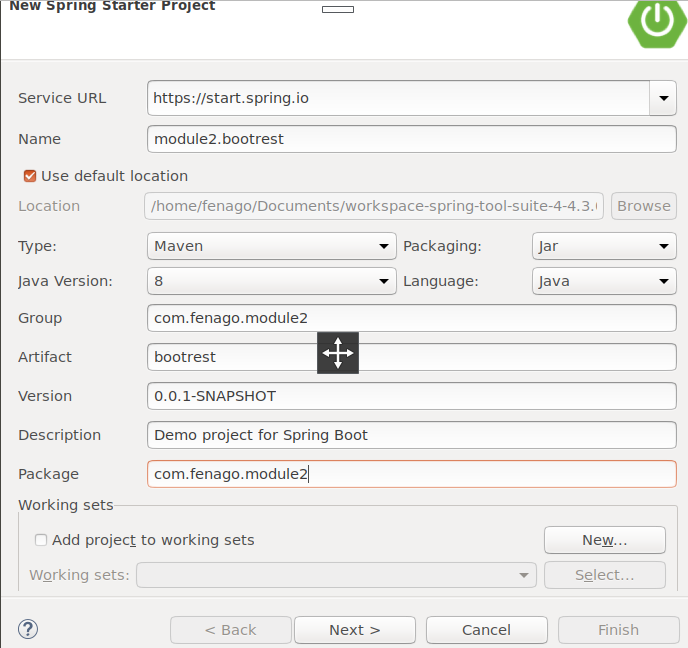 New Spring Starter Project
Service URL https://start.spring.io
Name module2.bootrest
Use default location
Location /home/fenago/Documents/workspace-spring-tool-suite-4-4.3. Browse
Type: Maven Packaging: Jar
Java Version: 8 Language: Java
Group com.fenago.module2
Artifact bootrest
Version 0.0.1-SNAPSHOT
Description Demo project for Spring Boot
Package com.fenago.module2
Working sets
Add project to working sets New...
Working sets: Select...
? < Back Next > Cancel Finish